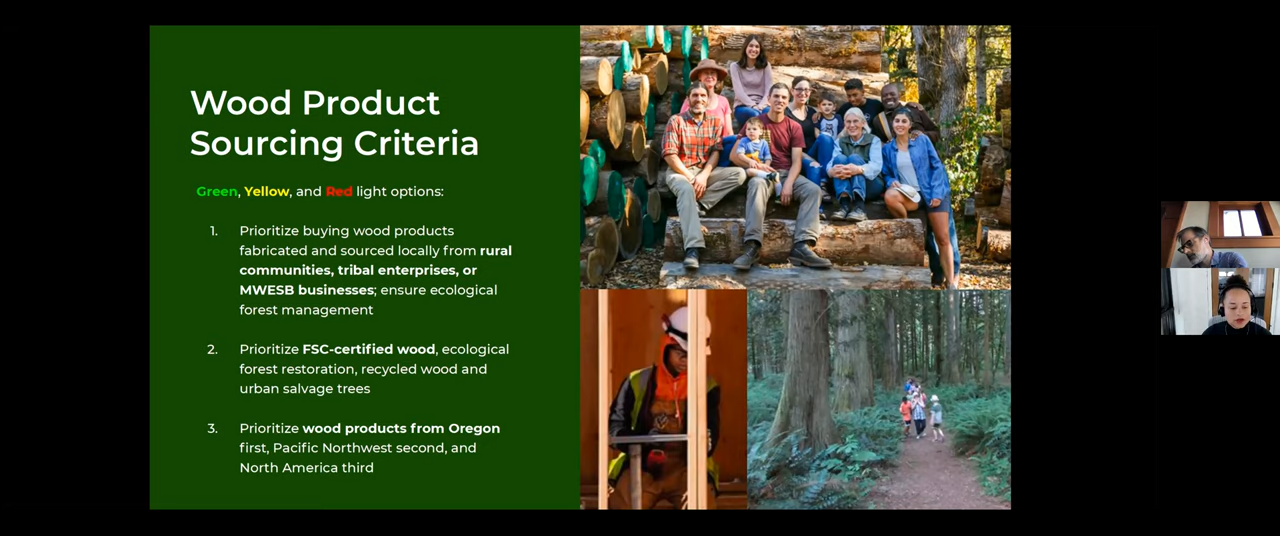 Wood Product
Sourcing Criteria
Green, Yellow, and Red light options:
1. Prioritize buying wood products
fabricated and sourced locally from rural
communities, tribal enterprises, or
MWESB businesses; ensure ecological
forest management
2. Prioritize FSC-certified wood, ecological
forest restoration, recycled wood and
urban salvage trees
3. Prioritize wood products from Oregon
first, Pacific Northwest second, and
North America third